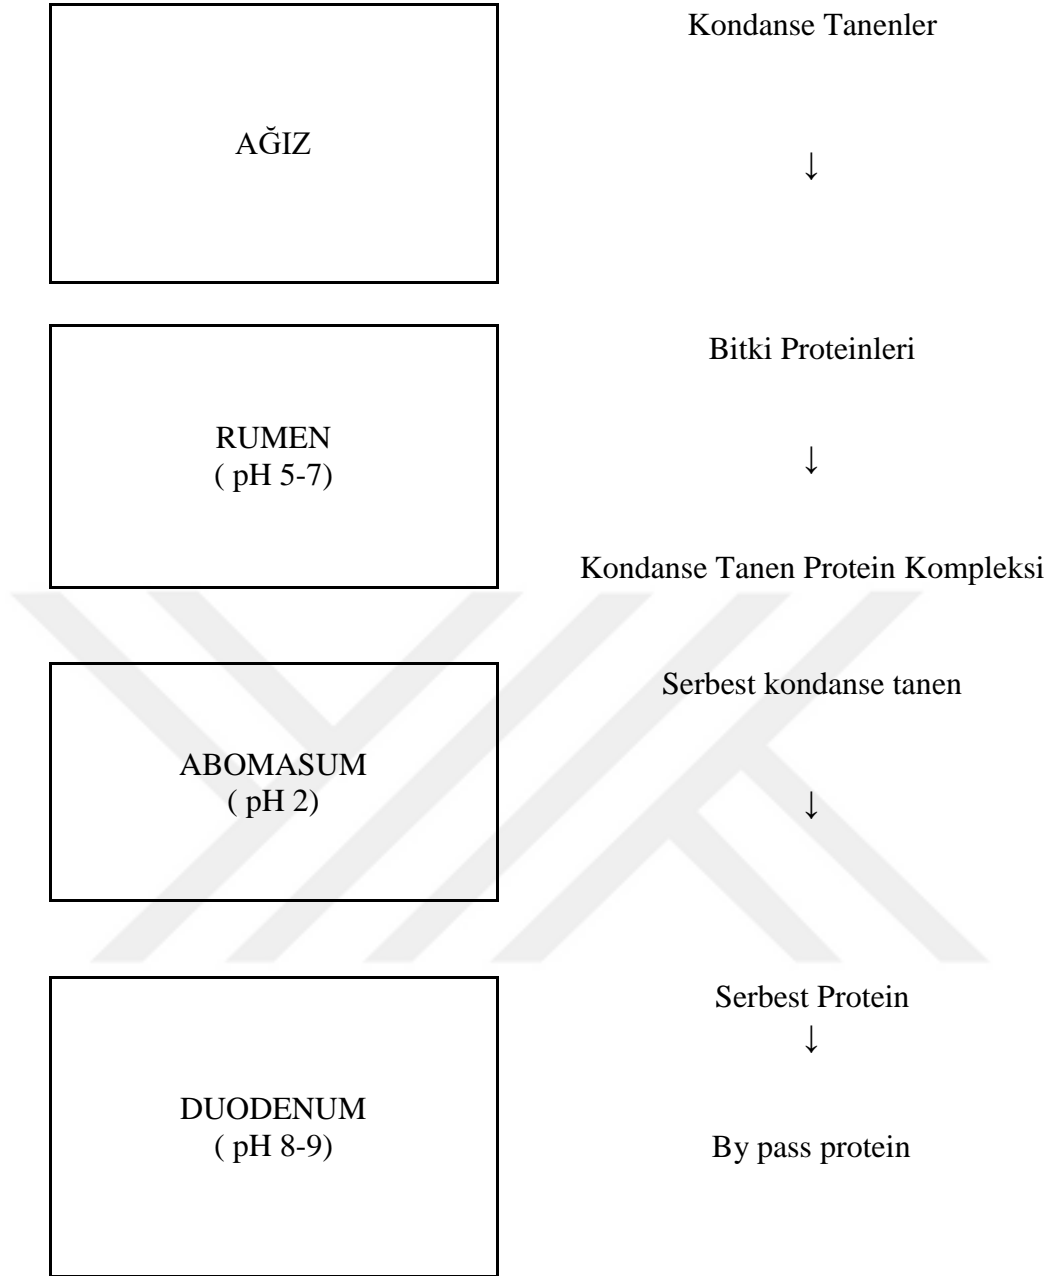 Kondanse Tanenler
AĞIZ
↓
Bitki Proteinleri
RUMEN
( pH 5-7)
↓
Kondanse Tanen Protein Kompleksi
Serbest kondanse tanen
ABOMASUM
( pH 2)
↓
Serbest Protein
↓
DUODENUM
( pH 8-9)
By pass protein